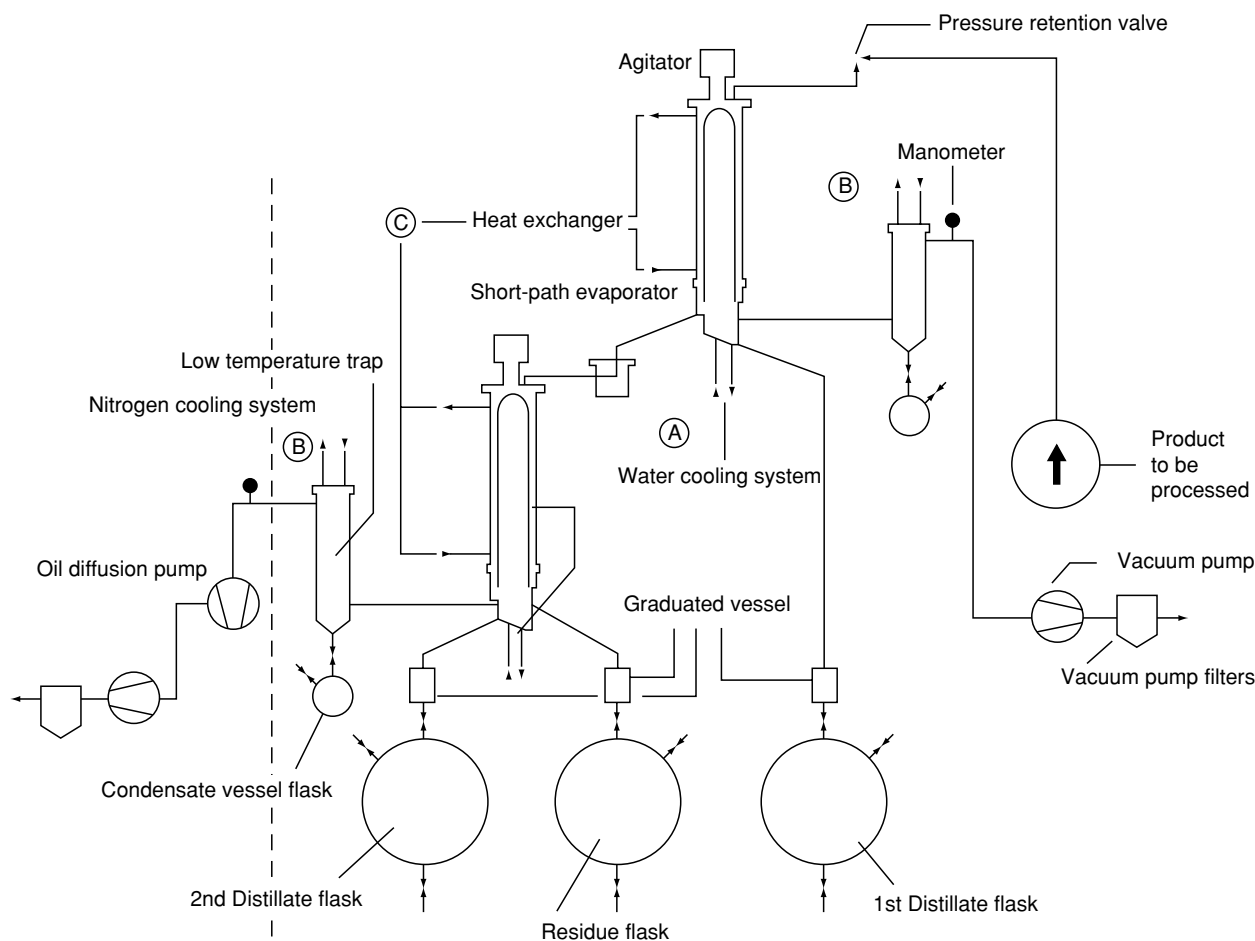 Pressure retention valve
Agitator
Manometer
B
C
Heat exchanger
Short-path evaporator
Low temperature trap
Nitrogen cooling system
B
A
Water cooling system
Product
to be
processed
Oil diffusion pump
Vacuum pump
Graduated vessel
Vacuum pump filters
Condensate vessel flask
2nd Distillate flask
1st Distillate flask
Residue flask